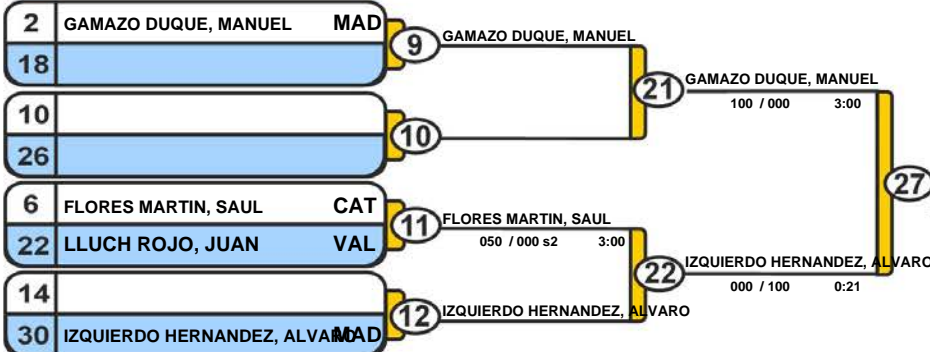 2 GAMAZO DUQUE, MANUEL MAD
18
9 GAMAZO DUQUE, MANUEL
21 GAMAZO DUQUE, MANUEL
100 / 000 3:00
10
26
10
27
6 FLORES MARTIN, SAUL CAT
22 LLUCH ROJO, JUAN VAL
11 FLORES MARTIN, SAUL
050 / 000 s2 3:00
22 IZQUIERDO HERNANDEZ, ALVARO
000 / 100 0:21
14
30 IZQUIERDO HERNANDEZ, ALVARO MAD
12 IZQUIERDO HERNANDEZ, ALVARO